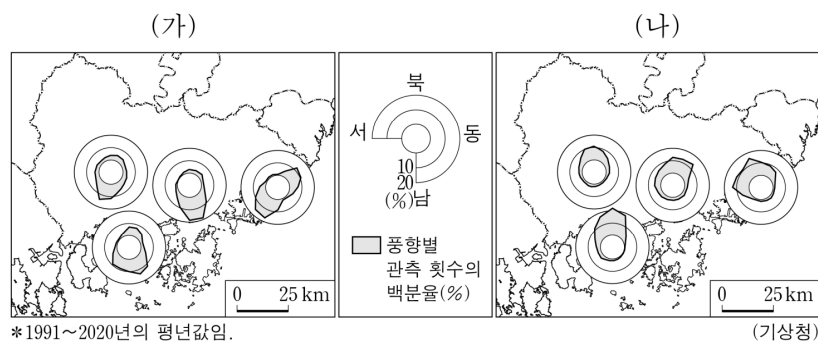 (가)
(나)
북
서
동
10
20
(%)
남
풍향별
관측 횟수의
백분율(%)
0 25 km
0 25 km
*1991~2020년의 평년값임.
(기상청)